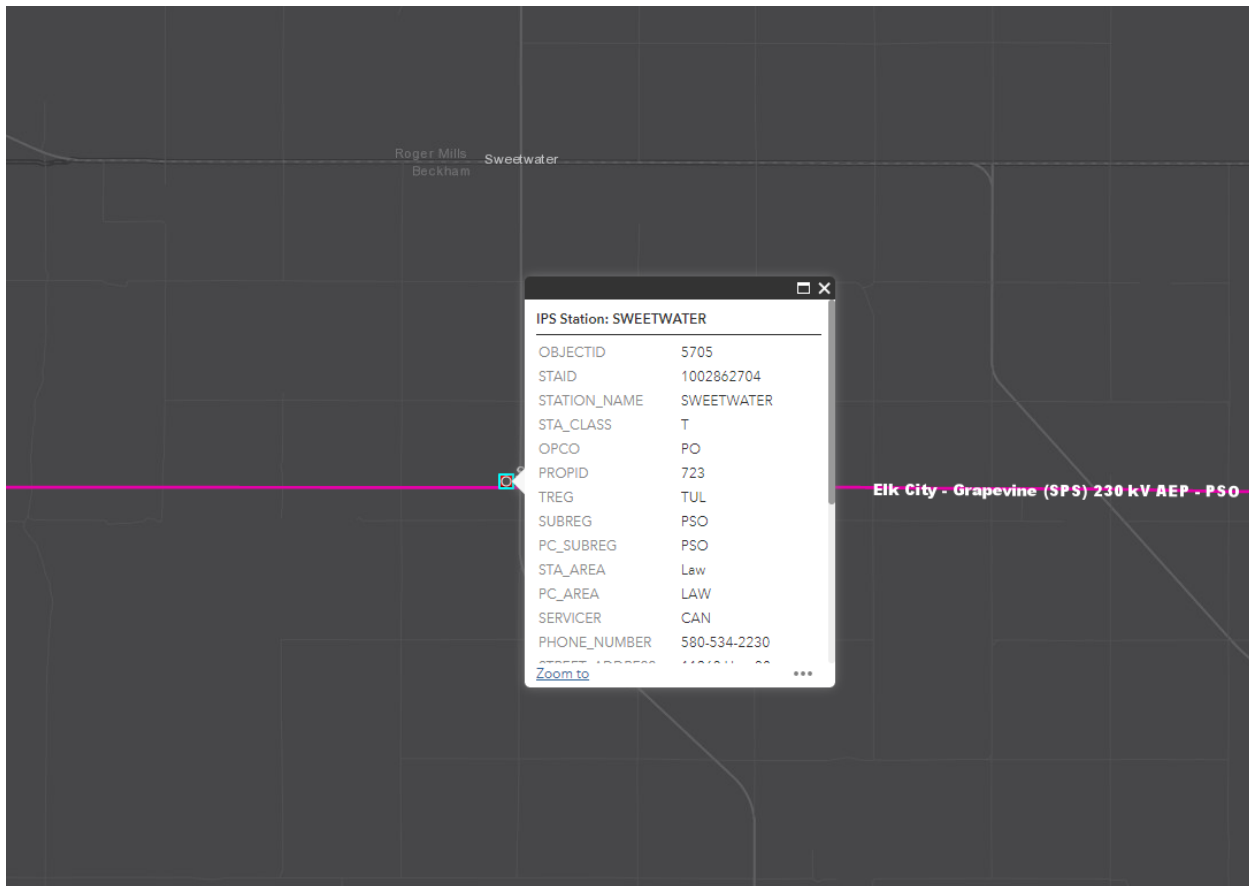 Roger Mills
Sweetwater
Beckham
IPS Station: SWEETWATER
OBJECTID 5705
STAID 1002862704
STATION_NAME SWEETWATER
STA_CLASS T
OPCO PO
PROPID 723
TREG TUL
SUBREG PSO
PC_SUBREG PSO
STA_AREA Law
PC_AREA LAW
SERVICER CAN
PHONE_NUMBER 580-534-2230
Zoom to
Elk City - Grapevine (SPS) 230 kV AEP - PSO